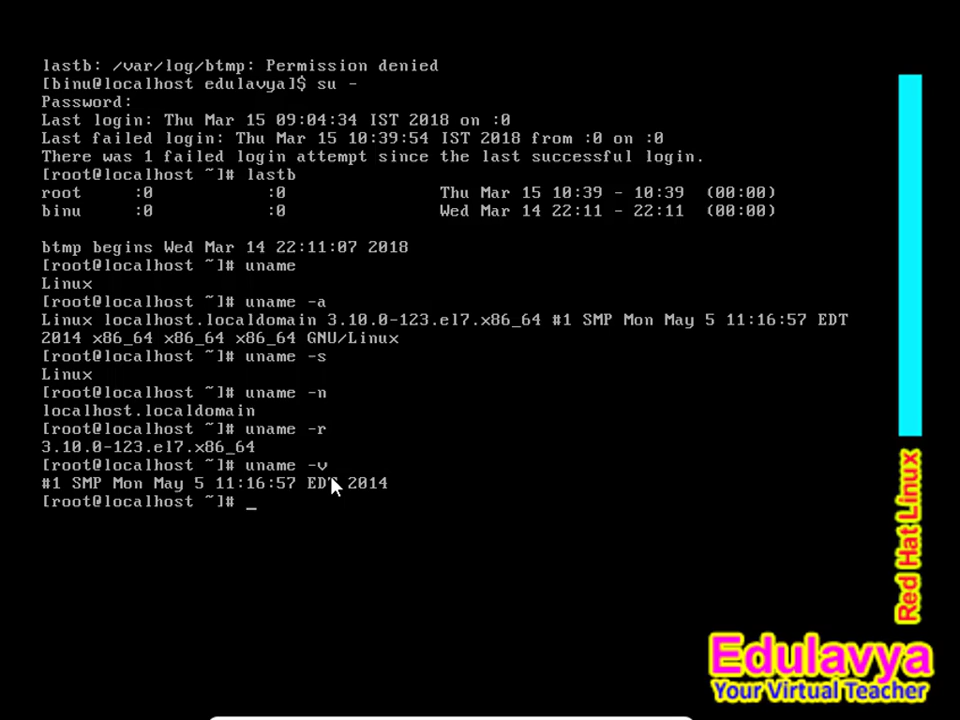 lastb: /var/log/btmp: Permission denied
[binu@localhost edulavya]$ su -
Password:
Last login: Thu Mar 15 09:04:34 IST 2018 on :0
Last failed login: Thu Mar 15 10:39:54 IST 2018 from :0 on :0
There was 1 failed login attempt since the last successful login.
[root@localhost ~]# lastb
root     :0           :0               Thu Mar 15 10:39 - 10:39  (00:00)
binu     :0           :0               Wed Mar 14 22:11 - 22:11  (00:00)

btmp begins Wed Mar 14 22:11:07 2018
[root@localhost ~]# uname
Linux
[root@localhost ~]# uname -a
Linux localhost.localdomain 3.10.0-123.el7.x86_64 #1 SMP Mon May 5 11:16:57 EDT
2014 x86_64 x86_64 x86_64 GNU/Linux
[root@localhost ~]# uname -s
Linux
[root@localhost ~]# uname -n
localhost.localdomain
[root@localhost ~]# uname -r
3.10.0-123.el7.x86_64
[root@localhost ~]# uname -v
#1 SMP Mon May 5 11:16:57 EDT 2014
[root@localhost ~]# _
Red Hat Linux
Edulavya
Your Virtual Teacher